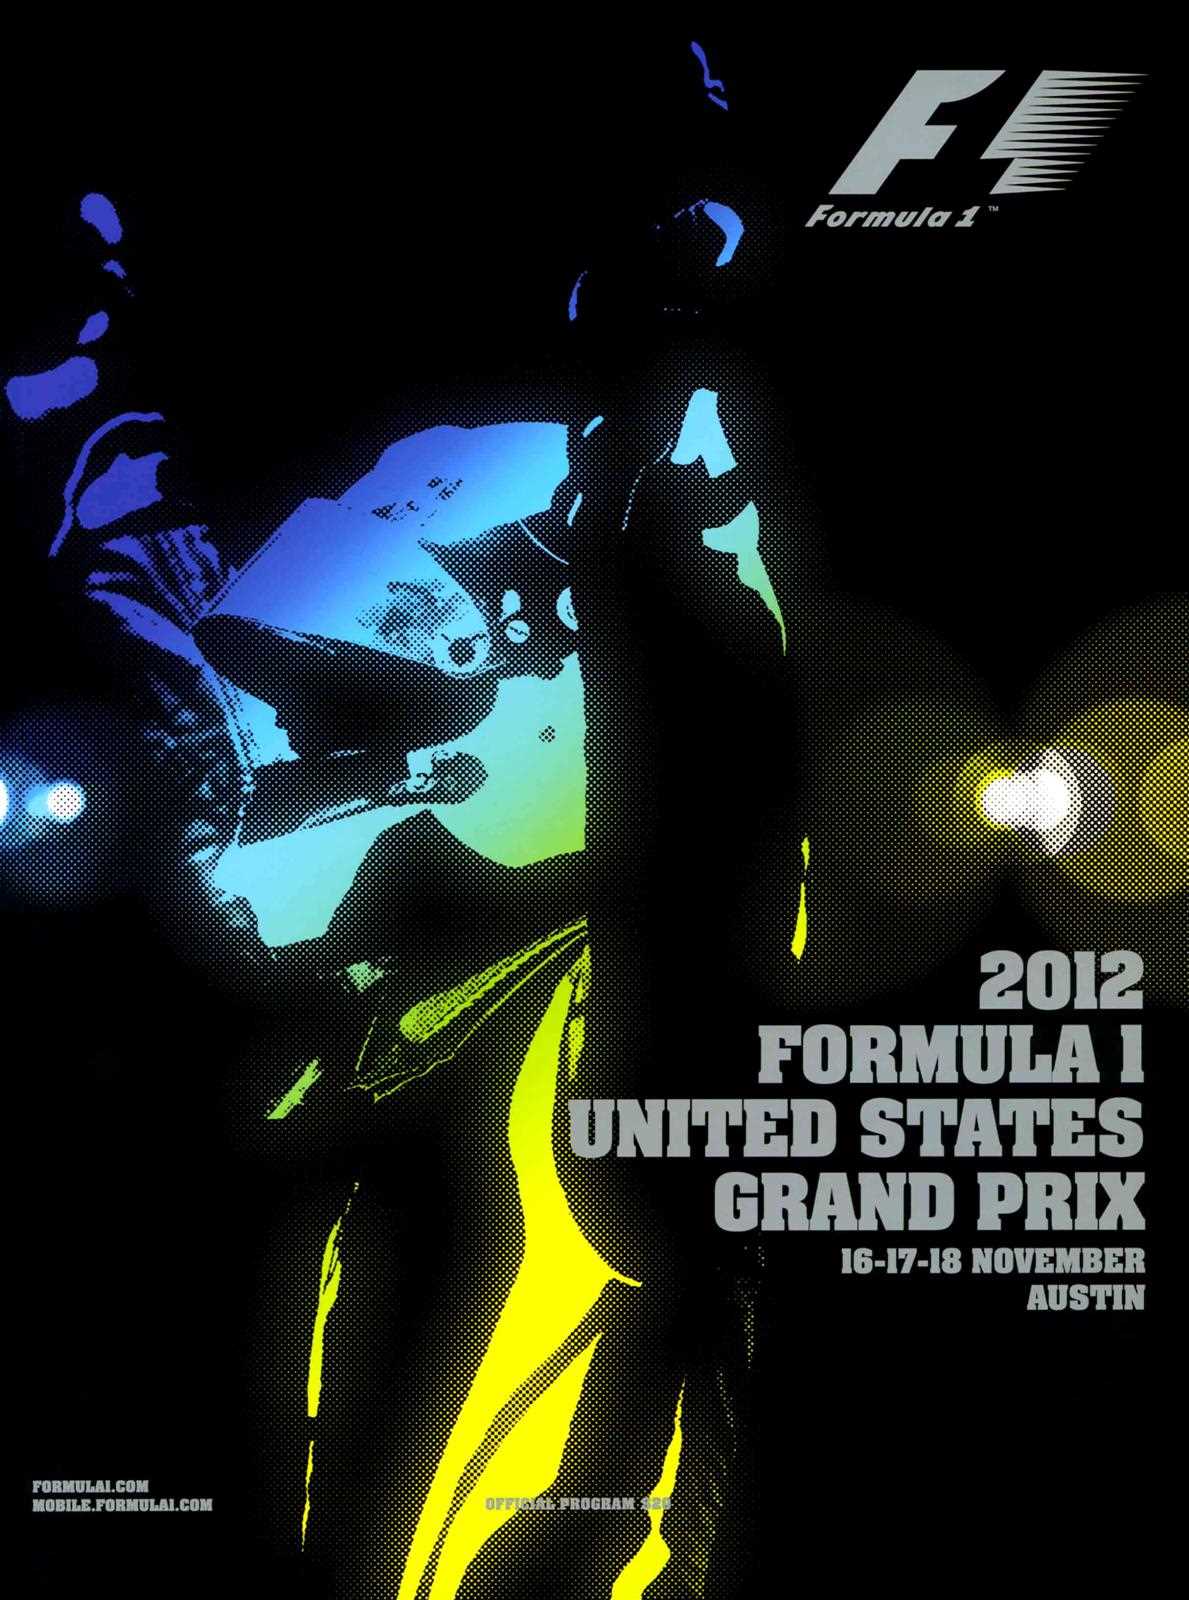 F1
Formula 1™
2012
FORMULA 1
UNITED STATES
GRAND PRIX
16-17-18 NOVEMBER
AUSTIN
FORMULA1.COM
MOBILE.FORMULA1.COM
OFFICIAL PROGRAM $20